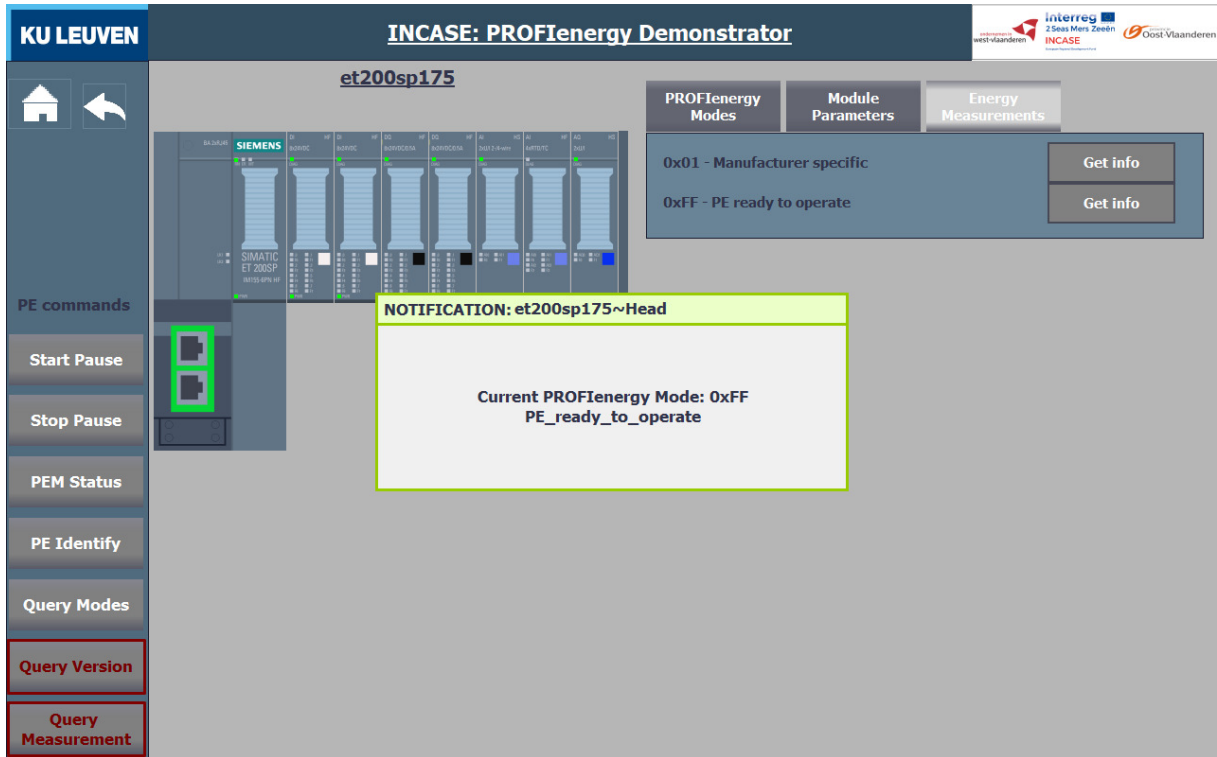 KU LEUVEN
INCASE: PROFIenergy Demonstrator
west-vlaanderen
Interreg
2 Seas Mers Zeeën
INCASE
Oost-Vlaanderen
et200sp175
PROFIenergy
Modes
Module
Parameters
Energy
Measurements
0x01 - Manufacturer specific
Get info
0xFF - PE ready to operate
Get info
SIEMENS
SIMATIC
ET 200SP
PE commands
Start Pause
Stop Pause
PEM Status
PE Identify
Query Modes
Query Version
Query
Measurement
NOTIFICATION: et200sp175~Head
Current PROFIenergy Mode: 0xFF
PE_ready_to_operate